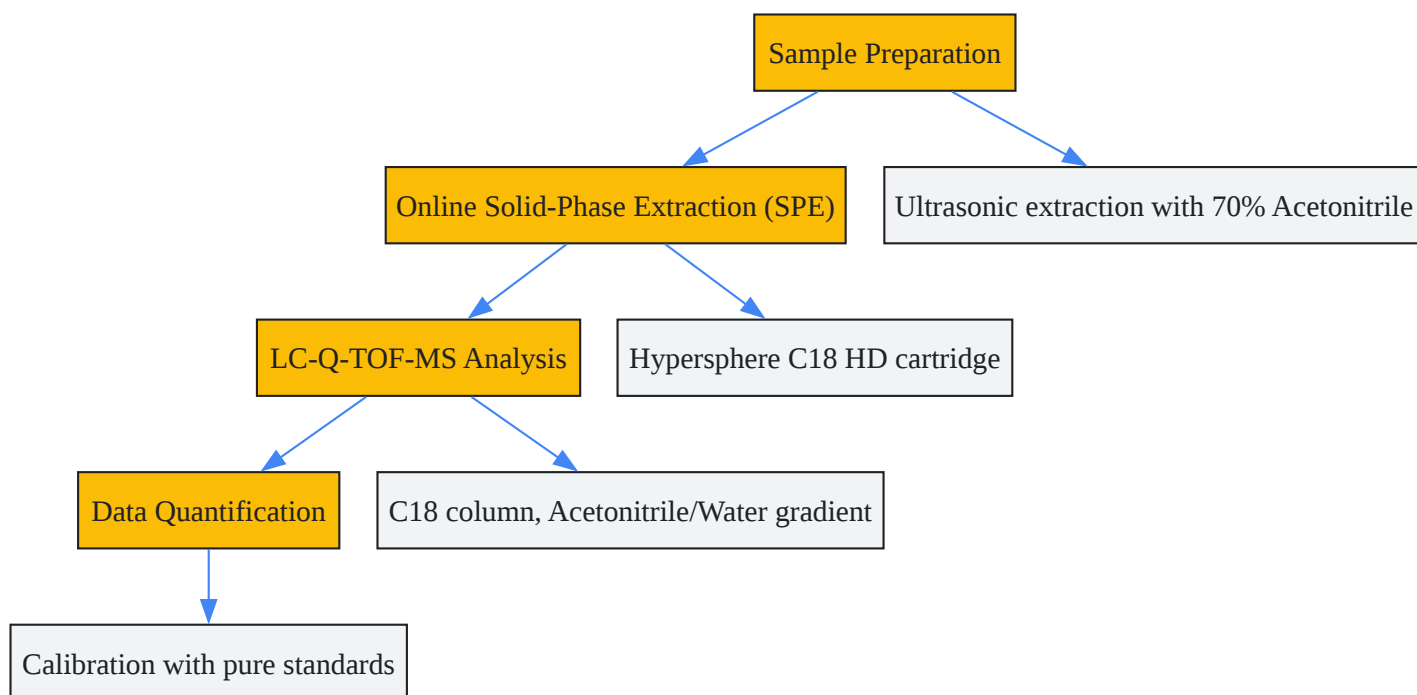 Sample Preparation
Online Solid-Phase Extraction (SPE)
Ultrasonic extraction with 70% Acetonitrile
LC-Q-TOF-MS Analysis
Hypersphere C18 HD cartridge
Data Quantification
C18 column, Acetonitrile/Water gradient
Calibration with pure standards